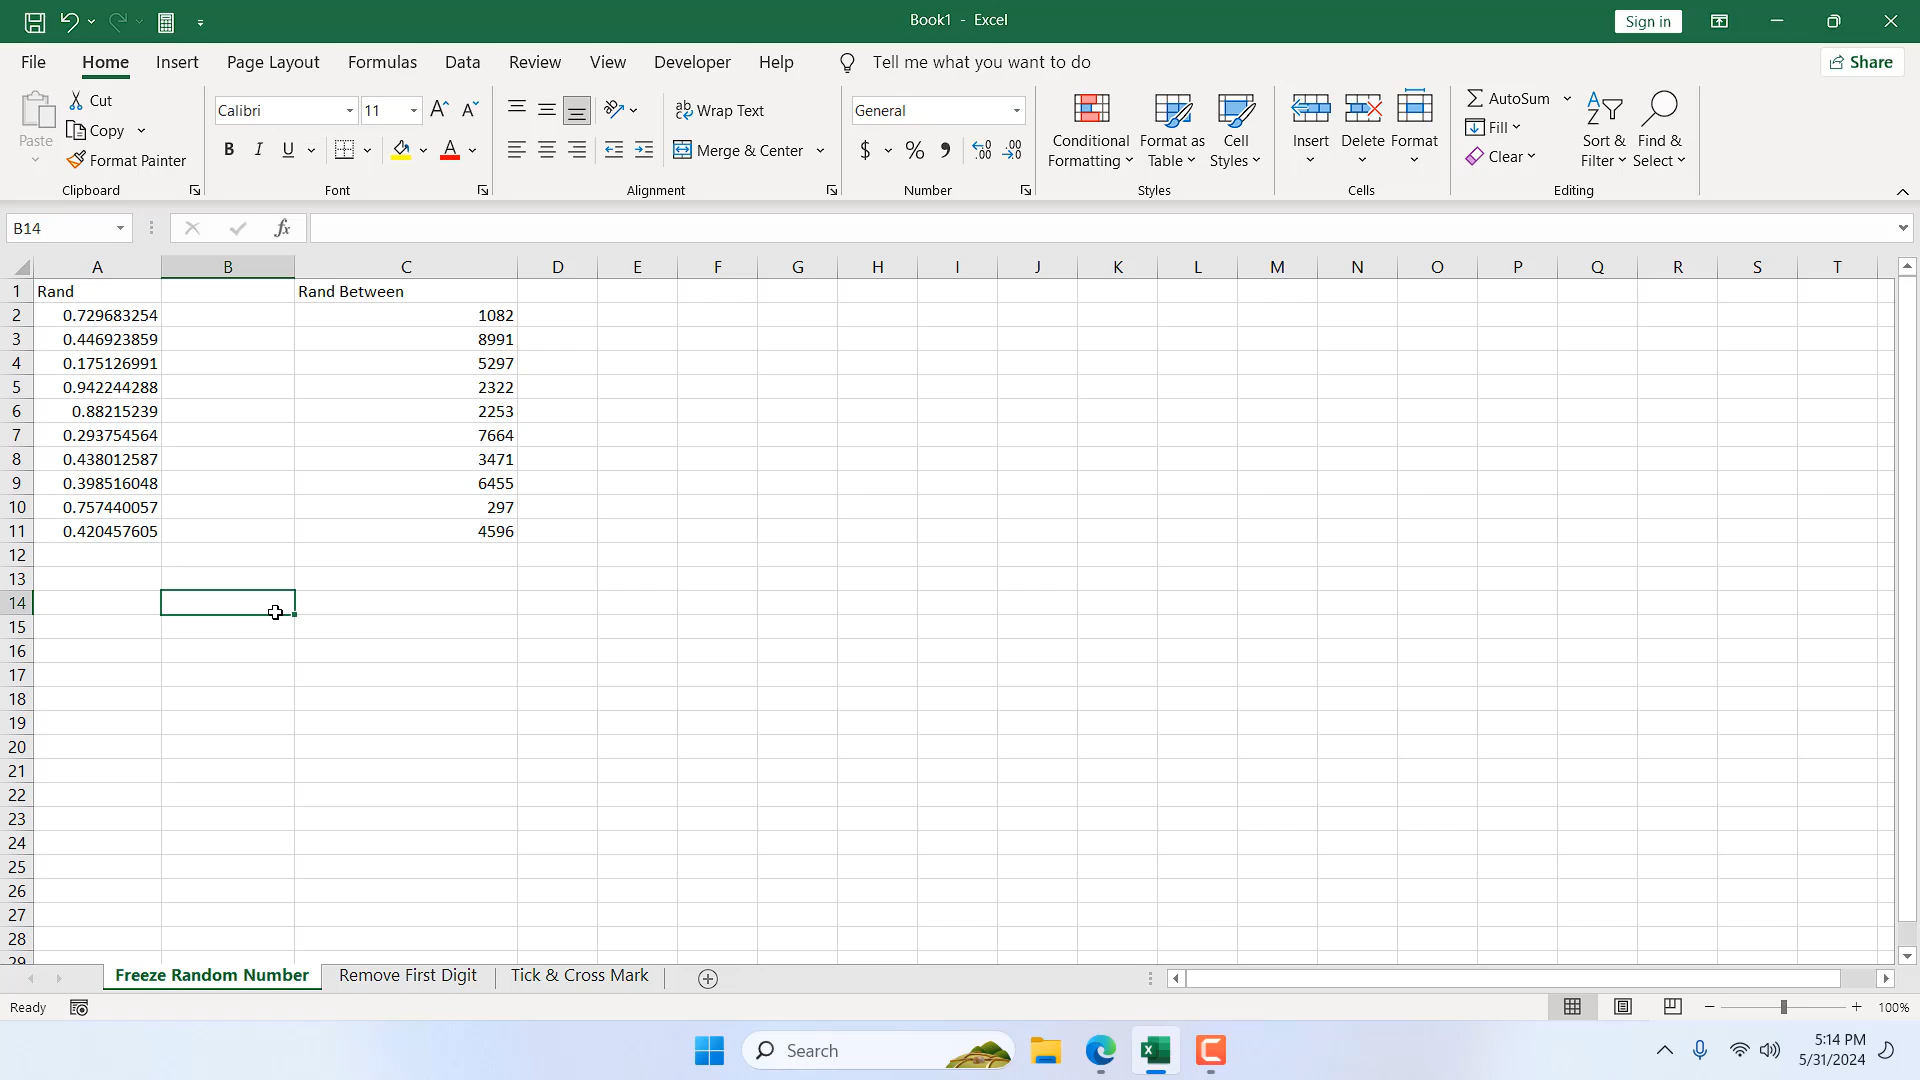 Book1 - Excel
Sign in
File Home Insert Page Layout Formulas Data Review View Developer Help Tell me what you want to do Share
Paste
Cut
Copy
Format Painter
Clipboard
Calibri 11
B I U A
Font
Wrap Text
Merge & Center
Alignment
General
$ % ,
Number
Conditional Formatting
Format as Table
Cell Styles
Styles
Insert Delete Format
Cells
AutoSum
Fill
Clear
Sort & Filter
Find & Select
Editing
B14 fx
A B C D E F G H I J K L M N O P Q R S T
1 Rand Rand Between
2 0.729683254 1082
3 0.446923859 8991
4 0.175126991 5297
5 0.942244288 2322
6 0.88215239 2253
7 0.293754564 7664
8 0.438012587 3471
9 0.398516048 6455
10 0.757440057 297
11 0.420457605 4596
12
13
14
15
16
17
18
19
20
21
22
23
24
25
26
27
28
29
Freeze Random Number Remove First Digit Tick & Cross Mark
Ready 100%
Search
5:14 PM
5/31/2024